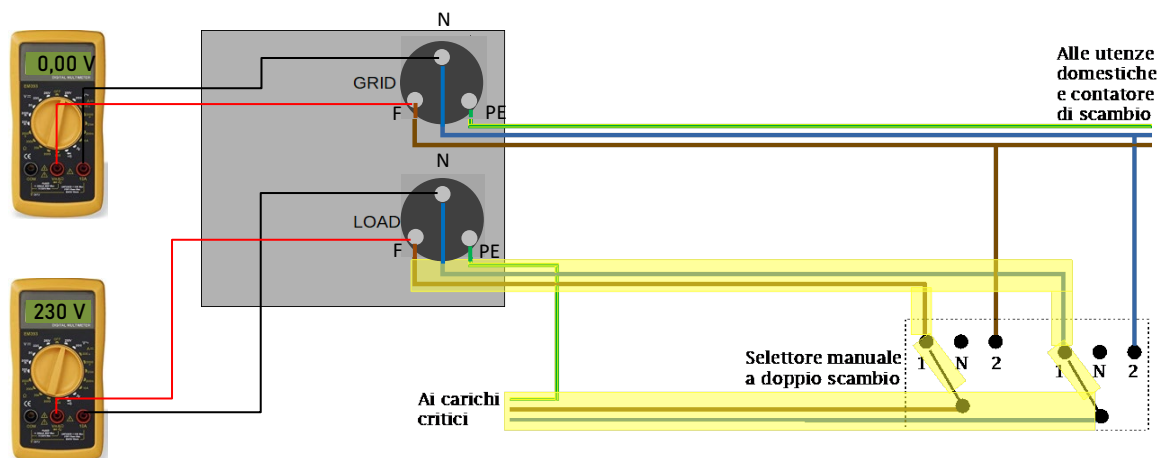 N
0,00 V
GRID
F
PE
Alle utenze
domestiche
e contatore
di scambio
N
LOAD
F
PE
230 V
Selettore manuale
a doppio scambio
1
N
2
1
N
2
Ai carichi
critici